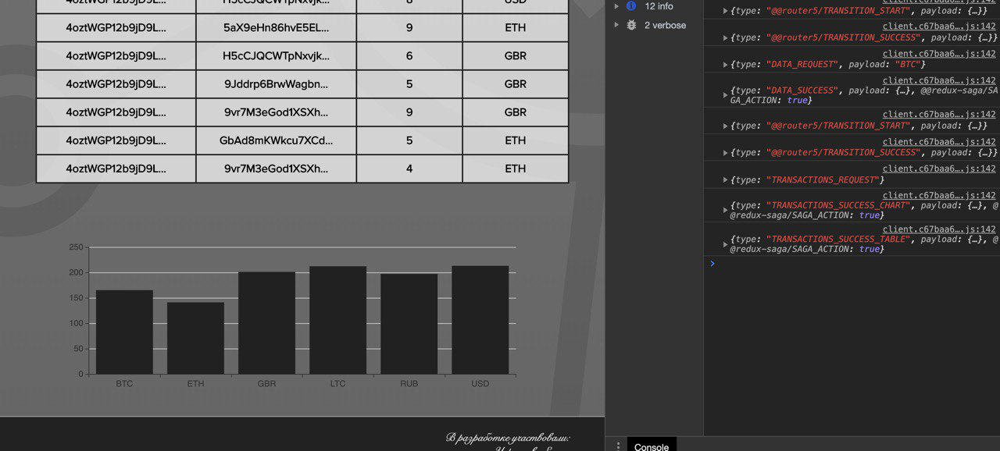 4oztWGP12b9jD9L... H5cCJQCWTpNxvjk... 8 USD
4oztWGP12b9jD9L... 5aX9eHn86hvE5EL... 9 ETH
4oztWGP12b9jD9L... H5cCJQCWTpNxvjk... 6 GBR
4oztWGP12b9jD9L... 9Jddrp6BrwWagbn... 5 GBR
4oztWGP12b9jD9L... 9vr7M3eGod1XSXh... 9 GBR
4oztWGP12b9jD9L... GbAd8mKWkcu7XCd... 5 ETH
4oztWGP12b9jD9L... 9vr7M3eGod1XSXh... 4 ETH
250
200
150
100
50
0
BTC ETH GBR LTC RUB USD
В разработке участвовали:
12 info
2 verbose
client.c67baa6….js:142
{type: "@@router5/TRANSITION_START", payload: {…}}
client.c67baa6….js:142
{type: "@@router5/TRANSITION_SUCCESS", payload: {…}}
client.c67baa6….js:142
{type: "DATA_REQUEST", payload: "BTC"}
client.c67baa6….js:142
{type: "DATA_SUCCESS", payload: {…}, @@redux-saga/SA
GA_ACTION: true}
client.c67baa6….js:142
{type: "@@router5/TRANSITION_START", payload: {…}}
client.c67baa6….js:142
{type: "@@router5/TRANSITION_SUCCESS", payload: {…}}
client.c67baa6….js:142
{type: "TRANSACTIONS_REQUEST"}
client.c67baa6….js:142
{type: "TRANSACTIONS_SUCCESS_CHART", payload: {…}, @
@redux-saga/SAGA_ACTION: true}
client.c67baa6….js:142
{type: "TRANSACTIONS_SUCCESS_TABLE", payload: {…}, @
@redux-saga/SAGA_ACTION: true}
Console